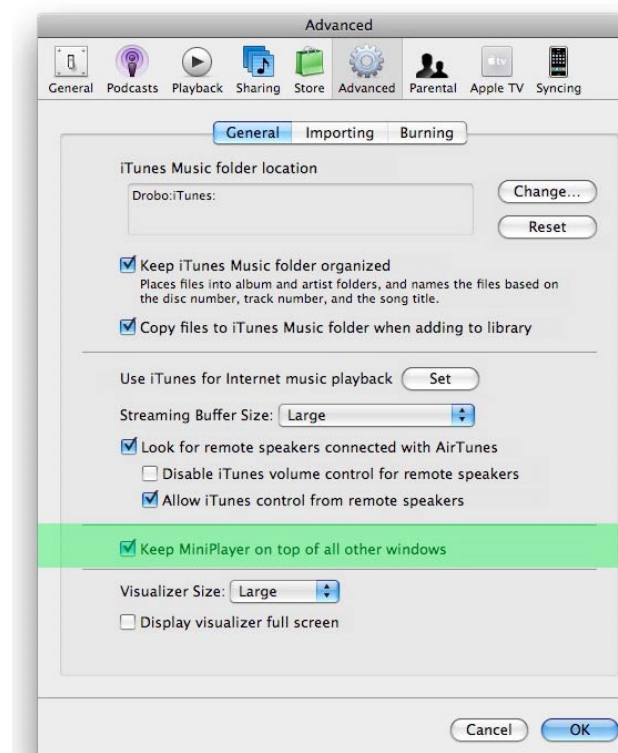 Advanced
General Podcasts Playback Sharing Store Advanced Parental Apple TV Syncing
General Importing Burning
iTunes Music folder location
Drobo:iTunes:
Change...
Reset
Keep iTunes Music folder organized
Places files into album and artist folders, and names the files based on
the disc number, track number, and the song title.
Copy files to iTunes Music folder when adding to library
Use iTunes for Internet music playback Set
Streaming Buffer Size: Large
Look for remote speakers connected with AirTunes
Disable iTunes volume control for remote speakers
Allow iTunes control from remote speakers
Keep MiniPlayer on top of all other windows
Visualizer Size: Large
Display visualizer full screen
Cancel OK